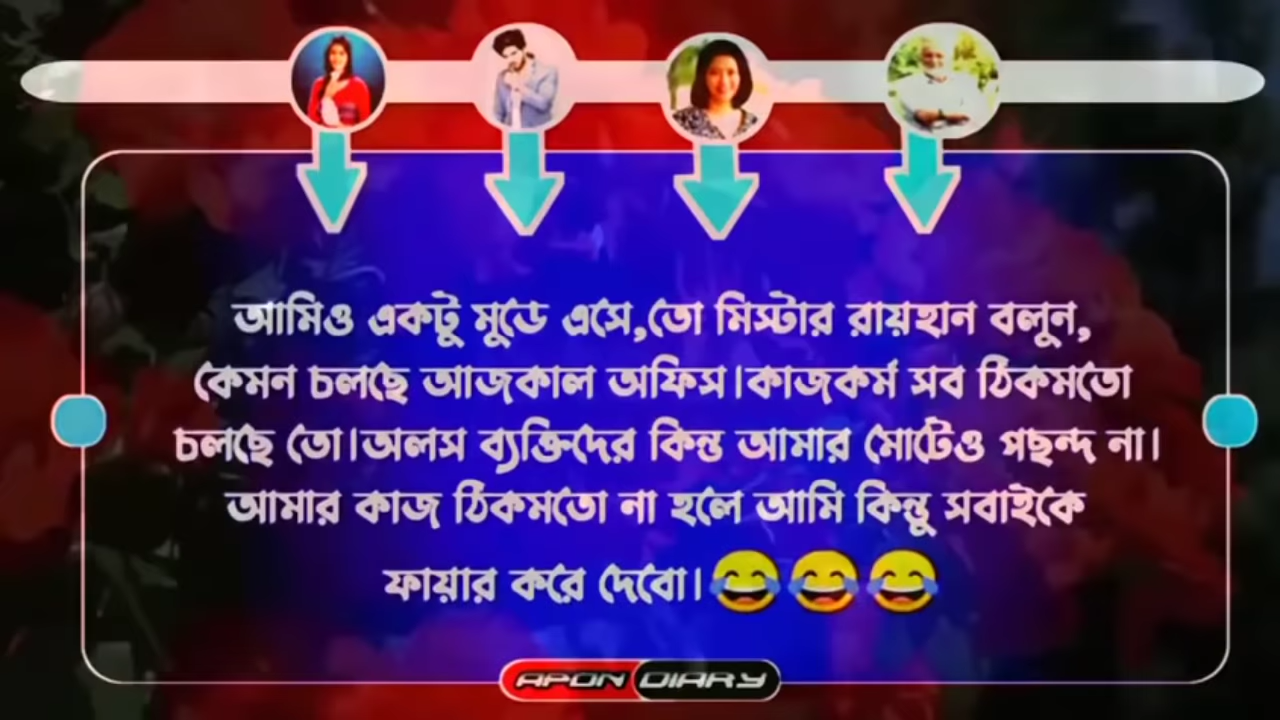 আমিও একটু মুডে এসে,তো মিস্টার রায়হান বলুন,
কেমন চলছে আজকাল অফিস।কাজকর্ম সব ঠিকমতো
চলছে তো।অলস ব্যক্তিদের কিন্ত আমার মোটেও পছন্দ না।
আমার কাজ ঠিকমতো না হলে আমি কিন্তু সবাইকে
ফায়ার করে দেবো।😂😂😂
APON DIARY